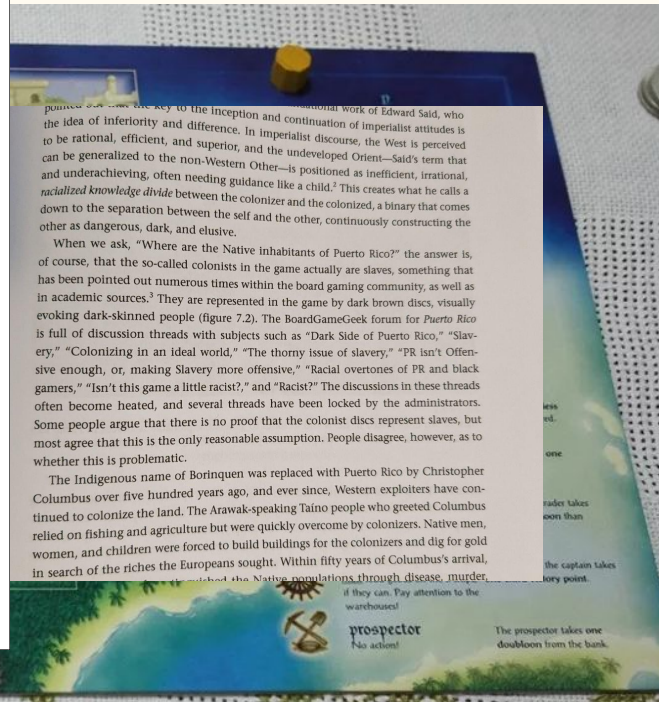 key to the inception and continuation of imperialist attitudes is
work of Edward Said, who
the idea of inferiority and difference. In imperialist discourse, the West is perceived
to be rational, efficient, and superior, and the undeveloped Orient—Said's term that
can be generalized to the non-Western Other—is positioned as inefficient, irrational,
and underachieving, often needing guidance like a child.² This creates what he calls a
racialized knowledge divide between the colonizer and the colonized, a binary that comes
down to the separation between the self and the other, continuously constructing the
other as dangerous, dark, and elusive.
When we ask, "Where are the Native inhabitants of Puerto Rico?" the answer is,
of course, that the so-called colonists in the game actually are slaves, something that
has been pointed out numerous times within the board gaming community, as well as
in academic sources.³ They are represented in the game by dark brown discs, visually
evoking dark-skinned people (figure 7.2). The BoardGameGeek forum for Puerto Rico
is full of discussion threads with subjects such as "Dark Side of Puerto Rico," "Slav-
ery," "Colonizing in an ideal world," "The thorny issue of slavery," "PR isn't Offen-
sive enough, or, making Slavery more offensive," "Racial overtones of PR and black
gamers," "Isn't this game a little racist?," and "Racist?" The discussions in these threads
often become heated, and several threads have been locked by the administrators.
Some people argue that there is no proof that the colonist discs represent slaves, but
most agree that this is the only reasonable assumption. People disagree, however, as to
whether this is problematic.
The Indigenous name of Borinquen was replaced with Puerto Rico by Christopher
Columbus over five hundred years ago, and ever since, Western exploiters have con-
tinued to colonize the land. The Arawak-speaking Taíno people who greeted Columbus
relied on fishing and agriculture but were quickly overcome by colonizers. Native men,
women, and children were forced to build buildings for the colonizers and dig for gold
in search of the riches the Europeans sought. Within fifty years of Columbus's arrival,
the Native populations through disease, murder,
one
takes
than
the captain takes
point.
if they can. Pay attention to the
warehouses!
prospector
No action!
The prospector takes one
doubloon from the bank.